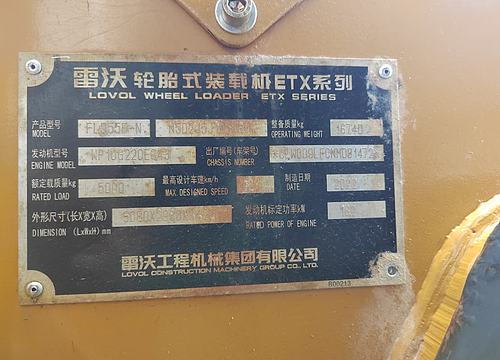 雷沃轮胎式装载机ETX系列
LOVOL WHEEL LOADER ETX SERIES
产品型号 整备质量kg 16740
MODEL OPERATING WEIGHT
发动机型号 出厂编号(车架号)
ENGINE MODEL CHASSIS NUMBER
额定载质量kg 5000 最高设计车速km/h 制造日期
RATED LOAD MAX DESIGNED SPEED DATE
外形尺寸(长X宽X高) 发动机标定功率kW
DIMENSION (LxWxH) mm RATED POWER OF ENGINE
雷沃工程机械集团有限公司
LOVOL CONSTRUCTION MACHINERY GROUP CO., LTD.
R00213